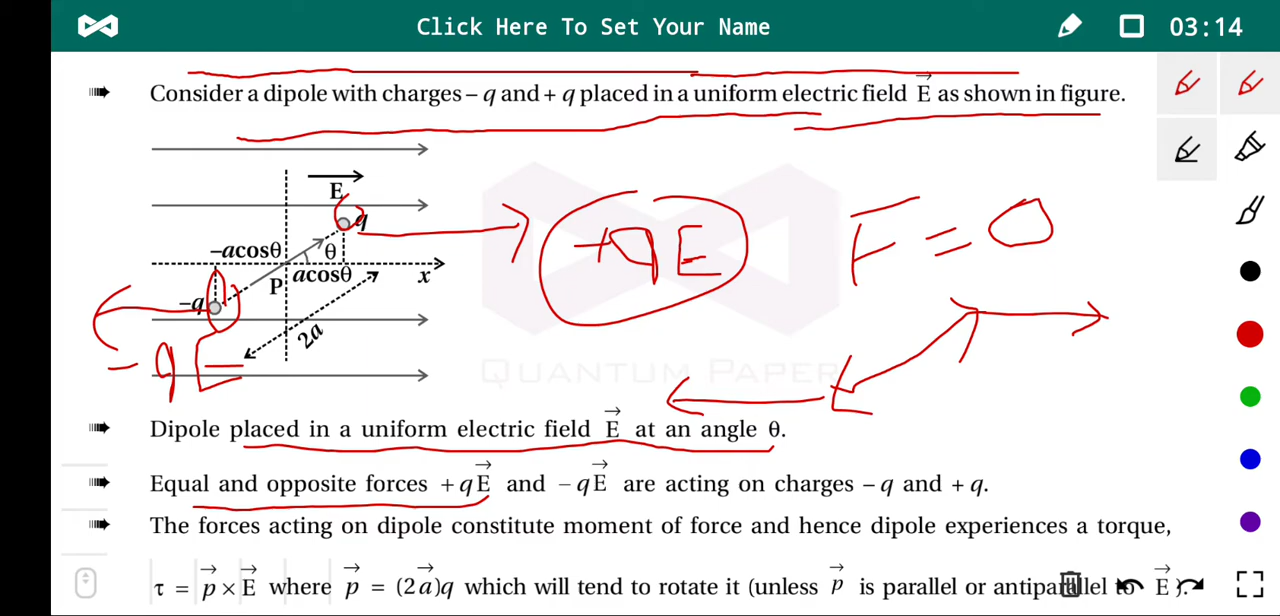 Click Here To Set Your Name
03:14
Consider a dipole with charges – q and + q placed in a uniform electric field E⃗ as shown in figure.
E
q
+qE
F = 0
–acosθ
θ
P
acosθ
x
–q
2a
–qE
QUANTUM PAPER
Dipole placed in a uniform electric field E⃗ at an angle θ.
Equal and opposite forces +qE⃗ and –qE⃗ are acting on charges – q and + q.
The forces acting on dipole constitute moment of force and hence dipole experiences a torque,
τ = |p⃗ × E⃗| where p⃗ = (2a⃗)q which will tend to rotate it (unless p⃗ is parallel or antiparallel to E⃗).